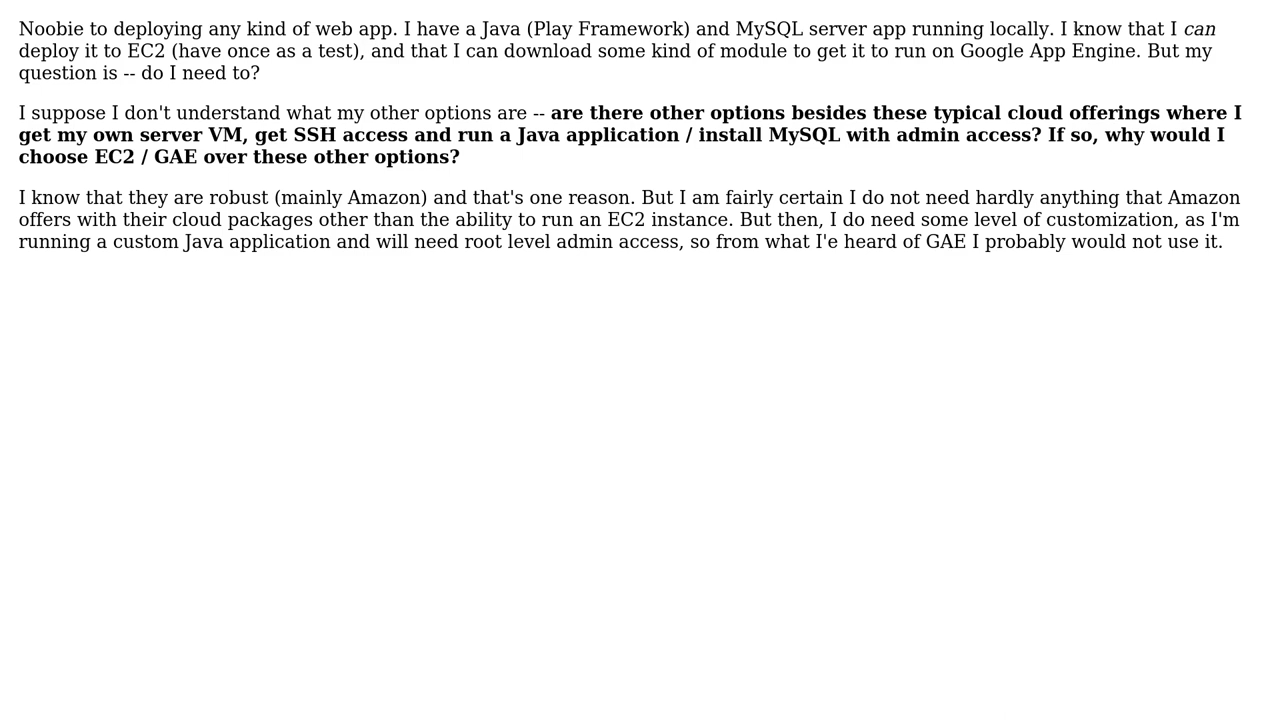 Noobie to deploying any kind of web app. I have a Java (Play Framework) and MySQL server app running locally. I know that I can
deploy it to EC2 (have once as a test), and that I can download some kind of module to get it to run on Google App Engine. But my
question is -- do I need to?
I suppose I don't understand what my other options are -- are there other options besides these typical cloud offerings where I
get my own server VM, get SSH access and run a Java application / install MySQL with admin access? If so, why would I
choose EC2 / GAE over these other options?
I know that they are robust (mainly Amazon) and that's one reason. But I am fairly certain I do not need hardly anything that Amazon
offers with their cloud packages other than the ability to run an EC2 instance. But then, I do need some level of customization, as I'm
running a custom Java application and will need root level admin access, so from what I'e heard of GAE I probably would not use it.